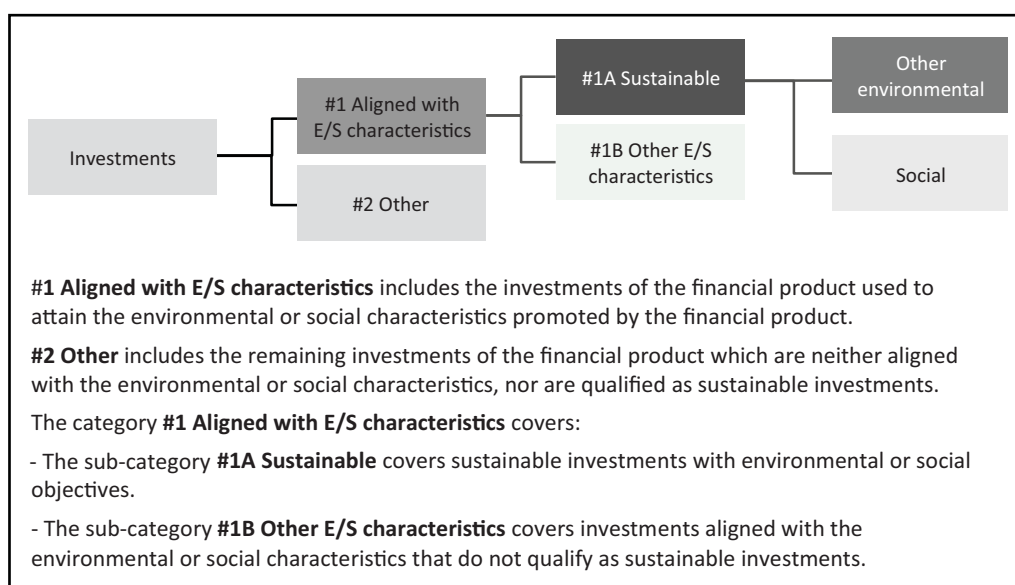 Investments
#1 Aligned with
E/S characteristics
#2 Other
#1A Sustainable
#1B Other E/S
characteristics
Other
environmental
Social
#1 Aligned with E/S characteristics includes the investments of the financial product used to
attain the environmental or social characteristics promoted by the financial product.
#2 Other includes the remaining investments of the financial product which are neither aligned
with the environmental or social characteristics, nor are qualified as sustainable investments.
The category #1 Aligned with E/S characteristics covers:
- The sub-category #1A Sustainable covers sustainable investments with environmental or social
objectives.
- The sub-category #1B Other E/S characteristics covers investments aligned with the
environmental or social characteristics that do not qualify as sustainable investments.